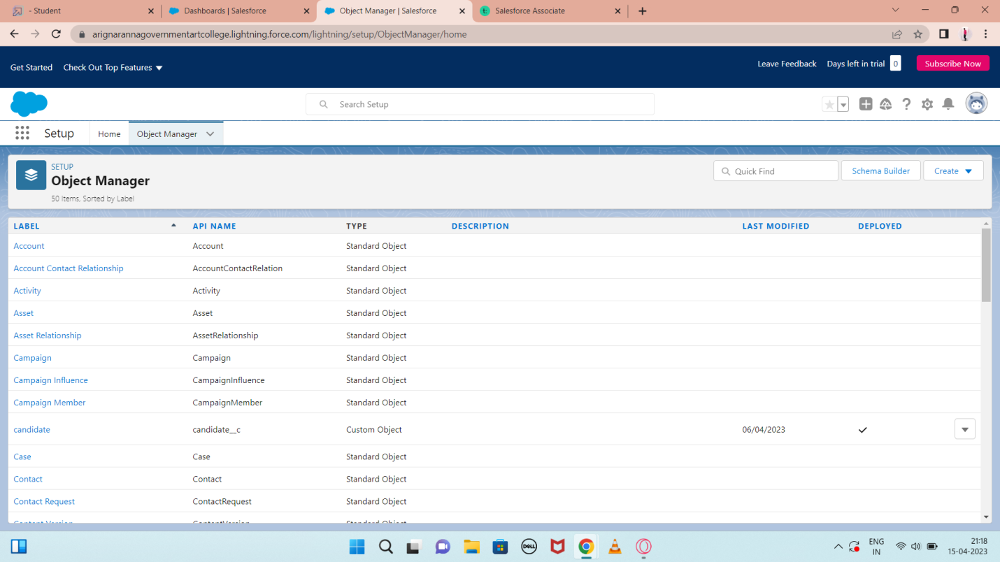 - Student
Dashboards | Salesforce
Object Manager | Salesforce
Salesforce Associate
arignarannagovernmentartcollege.lightning.force.com/lightning/setup/ObjectManager/home
Get Started
Check Out Top Features
Leave Feedback
Days left in trial 0
Subscribe Now
Search Setup
Setup
Home
Object Manager
SETUP
Object Manager
50 Items, Sorted by Label
Quick Find
Schema Builder
Create
LABEL API NAME TYPE DESCRIPTION LAST MODIFIED DEPLOYED
Account Account Standard Object
Account Contact Relationship AccountContactRelation Standard Object
Activity Activity Standard Object
Asset Asset Standard Object
Asset Relationship AssetRelationship Standard Object
Campaign Campaign Standard Object
Campaign Influence CampaignInfluence Standard Object
Campaign Member CampaignMember Standard Object
candidate candidate__c Custom Object 06/04/2023
Case Case Standard Object
Contact Contact Standard Object
Contact Request ContactRequest Standard Object
Content Version ContentVersion Standard Object
DELL
ENG
IN
21:18
15-04-2023